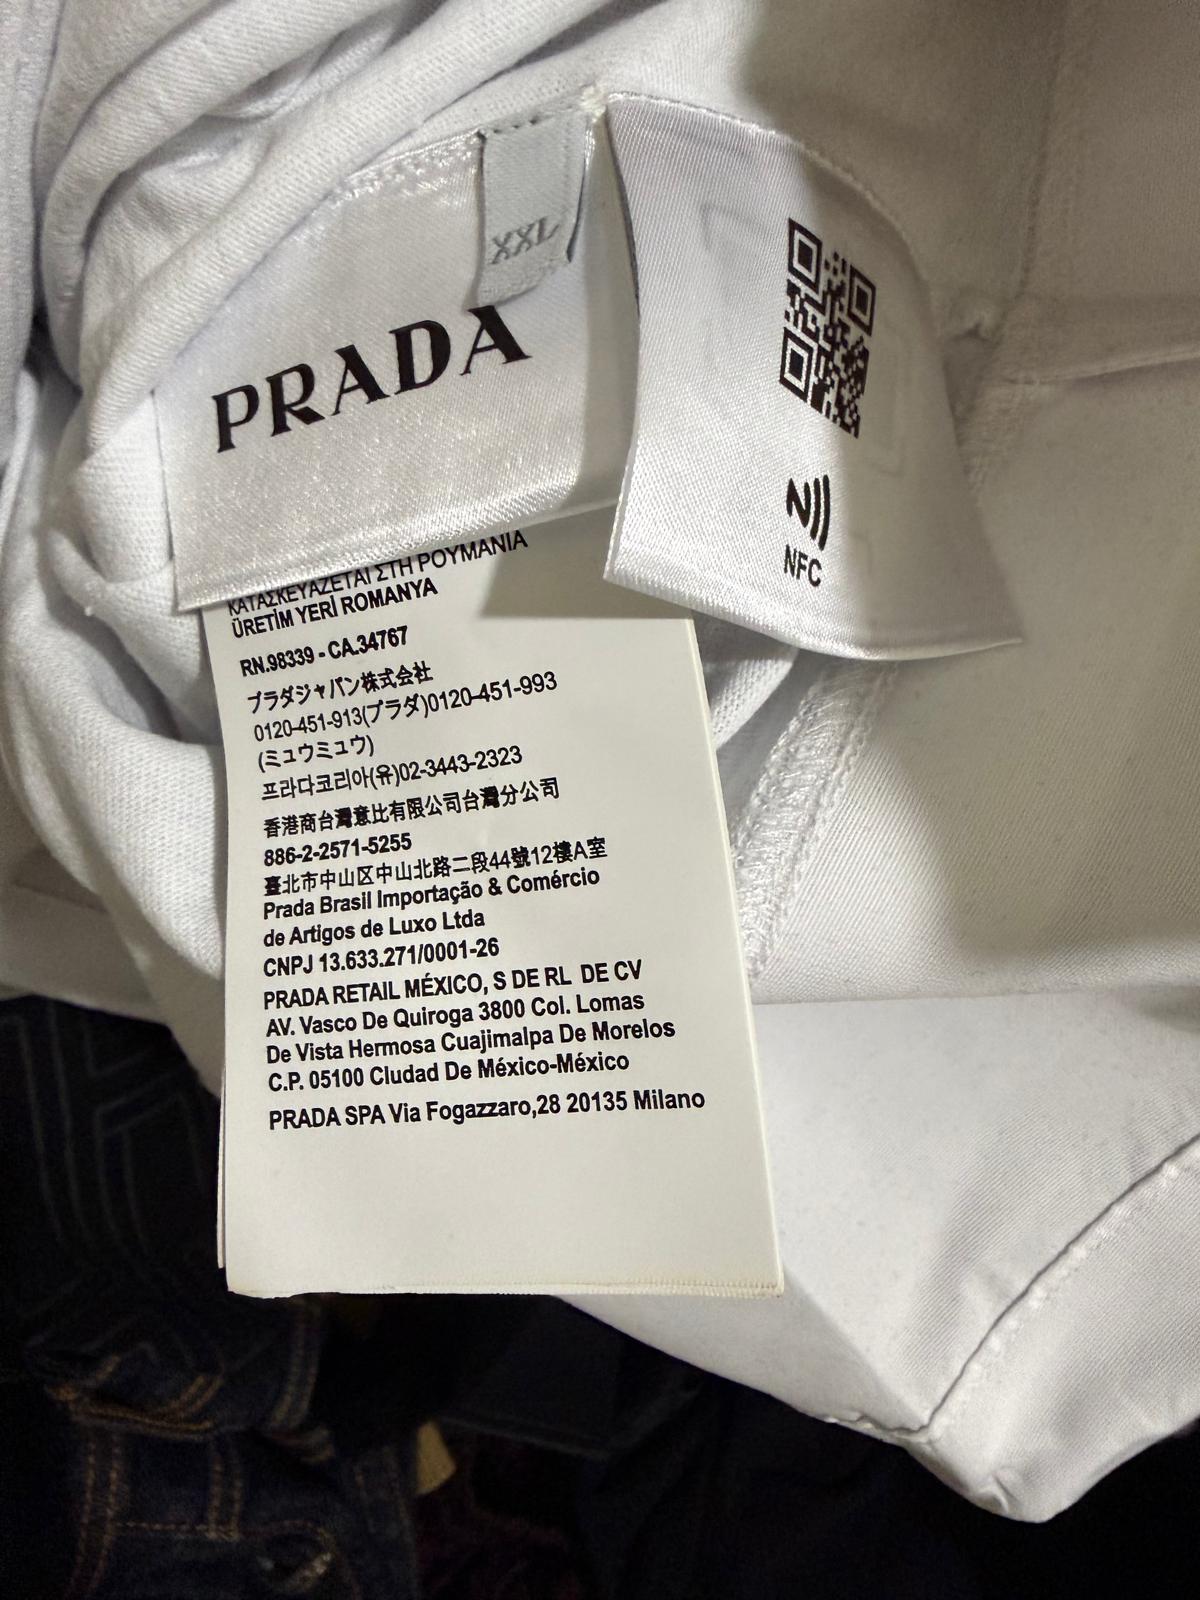 XXL
PRADA
NFC
ΚΑΤΑΣΚΕΥΑΖΕΤΑΙ ΣΤΗ ΡΟΥΜΑΝΙΑ
ÜRETİM YERİ ROMANYA
RN.98339 - CA.34767
プラダジャパン株式会社
0120-451-913(プラダ)0120-451-993
(ミュウミュウ)
프라다코리아(유)02-3443-2323
香港商台灣意比有限公司台灣分公司
886-2-2571-5255
臺北市中山区中山北路二段44號12樓A室
Prada Brasil Importação & Comércio
de Artigos de Luxo Ltda
CNPJ 13.633.271/0001-26
PRADA RETAIL MÉXICO, S DE RL DE CV
AV. Vasco De Quiroga 3800 Col. Lomas
De Vista Hermosa Cuajimalpa De Morelos
C.P. 05100 Cludad De México-México
PRADA SPA Via Fogazzaro,28 20135 Milano